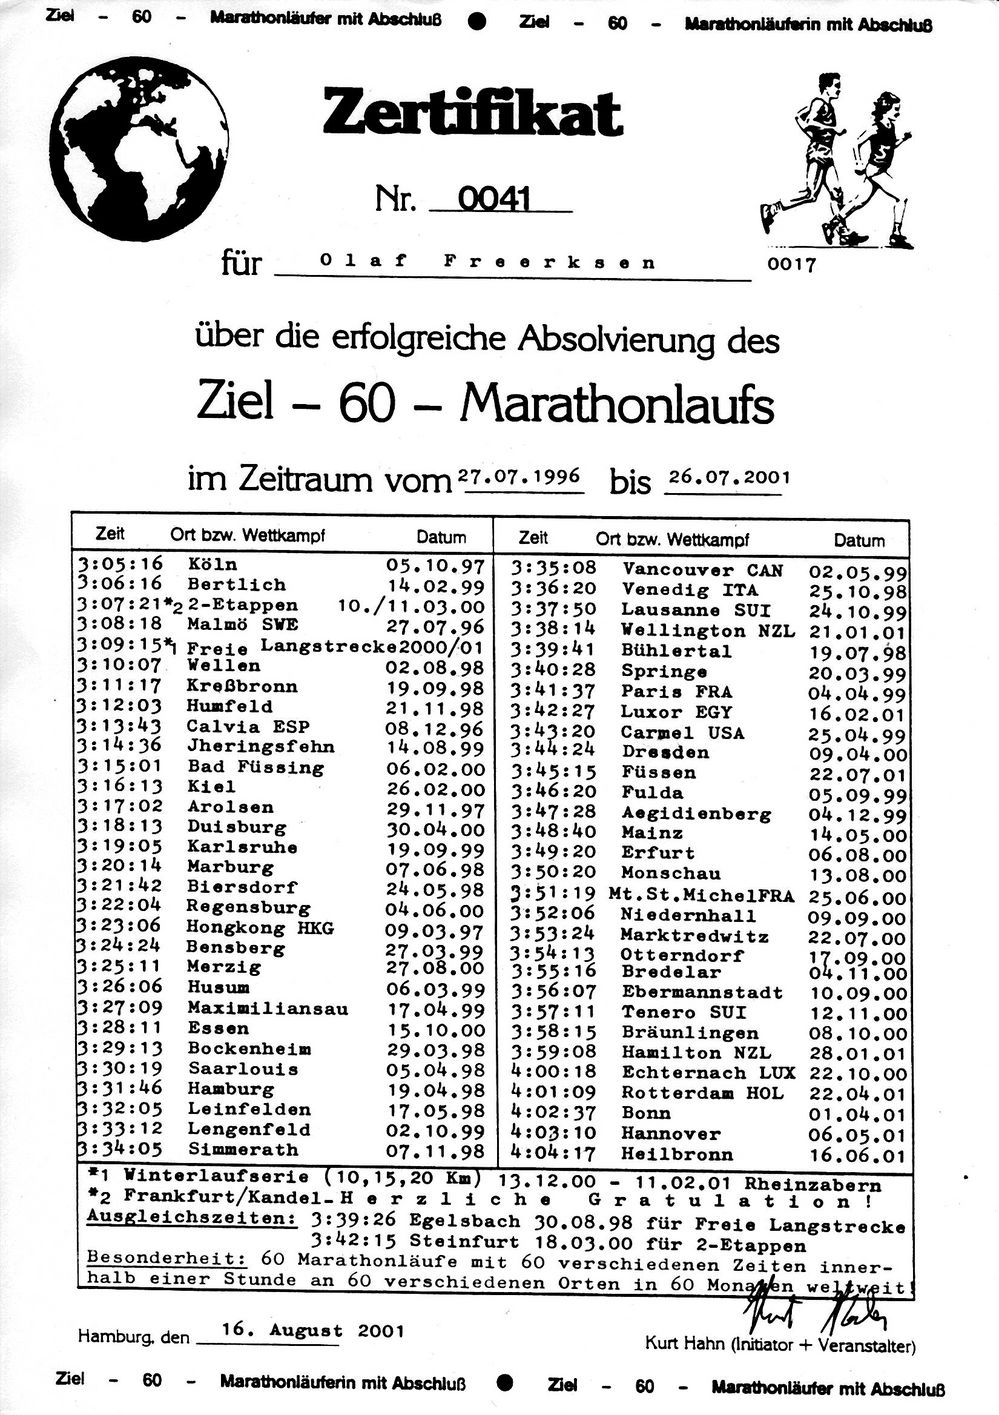 Ziel – 60 – Marathonläufer mit Abschluß ● Ziel – 60 – Marathonläuferin mit Abschluß
Zertifikat
Nr. 0041
für Olaf Freerksen 0017
über die erfolgreiche Absolvierung des
Ziel – 60 – Marathonlaufs
im Zeitraum vom 27.07.1996 bis 26.07.2001
Zeit Ort bzw. Wettkampf Datum
3:05:16 Köln 05.10.97
3:06:16 Bertlich 14.02.99
3:07:21*2 2-Etappen 10./11.03.00
3:08:18 Malmö SWE 27.07.96
3:09:15*1 Freie Langstrecke2000/01
3:10:07 Wellen 02.08.98
3:11:17 Kreßbronn 19.09.98
3:12:03 Humfeld 21.11.98
3:13:43 Calvia ESP 08.12.96
3:14:36 Jheringsfehn 14.08.99
3:15:01 Bad Füssing 06.02.00
3:16:13 Kiel 26.02.00
3:17:02 Arolsen 29.11.97
3:18:13 Duisburg 30.04.00
3:19:05 Karlsruhe 19.09.99
3:20:14 Marburg 07.06.98
3:21:42 Biersdorf 24.05.98
3:22:04 Regensburg 04.06.00
3:23:06 Hongkong HKG 09.03.97
3:24:24 Bensberg 27.03.99
3:25:11 Merzig 27.08.00
3:26:06 Husum 06.03.99
3:27:09 Maximiliansau 17.04.99
3:28:11 Essen 15.10.00
3:29:13 Bockenheim 29.03.98
3:30:19 Saarlouis 05.04.98
3:31:46 Hamburg 19.04.98
3:32:05 Leinfelden 17.05.98
3:33:12 Lengenfeld 02.10.99
3:34:05 Simmerath 07.11.98
Zeit Ort bzw. Wettkampf Datum
3:35:08 Vancouver CAN 02.05.99
3:36:20 Venedig ITA 25.10.98
3:37:50 Lausanne SUI 24.10.99
3:38:14 Wellington NZL 21.01.01
3:39:41 Bühlertal 19.07.98
3:40:28 Springe 20.03.99
3:41:37 Paris FRA 04.04.99
3:42:27 Luxor EGY 16.02.01
3:43:20 Carmel USA 25.04.99
3:44:24 Dresden 09.04.00
3:45:15 Füssen 22.07.01
3:46:20 Fulda 05.09.99
3:47:28 Aegidienberg 04.12.99
3:48:40 Mainz 14.05.00
3:49:20 Erfurt 06.08.00
3:50:20 Monschau 13.08.00
3:51:19 Mt.St.MichelFRA 25.06.00
3:52:06 Niedernhall 09.09.00
3:53:24 Marktredwitz 22.07.00
3:54:13 Otterndorf 17.09.00
3:55:16 Bredelar 04.11.00
3:56:07 Ebermannstadt 10.09.00
3:57:11 Tenero SUI 12.11.00
3:58:15 Bräunlingen 08.10.00
3:59:08 Hamilton NZL 28.01.01
4:00:18 Echternach LUX 22.10.00
4:01:09 Rotterdam HOL 22.04.01
4:02:37 Bonn 01.04.01
4:03:10 Hannover 06.05.01
4:04:17 Heilbronn 16.06.01
*1 Winterlaufserie (10,15,20 Km) 13.12.00 - 11.02.01 Rheinzabern
*2 Frankfurt/Kandel-Herzliche Gratulation!
Ausgleichszeiten: 3:39:26 Egelsbach 30.08.98 für Freie Langstrecke
3:42:15 Steinfurt 18.03.00 für 2-Etappen
Besonderheit: 60 Marathonläufe mit 60 verschiedenen Zeiten inner-
halb einer Stunde an 60 verschiedenen Orten in 60 Monaten weltweit!
Hamburg, den 16. August 2001
Kurt Hahn
Kurt Hahn (Initiator + Veranstalter)
Ziel – 60 – Marathonläuferin mit Abschluß ● Ziel – 60 – Marathonläufer mit Abschluß